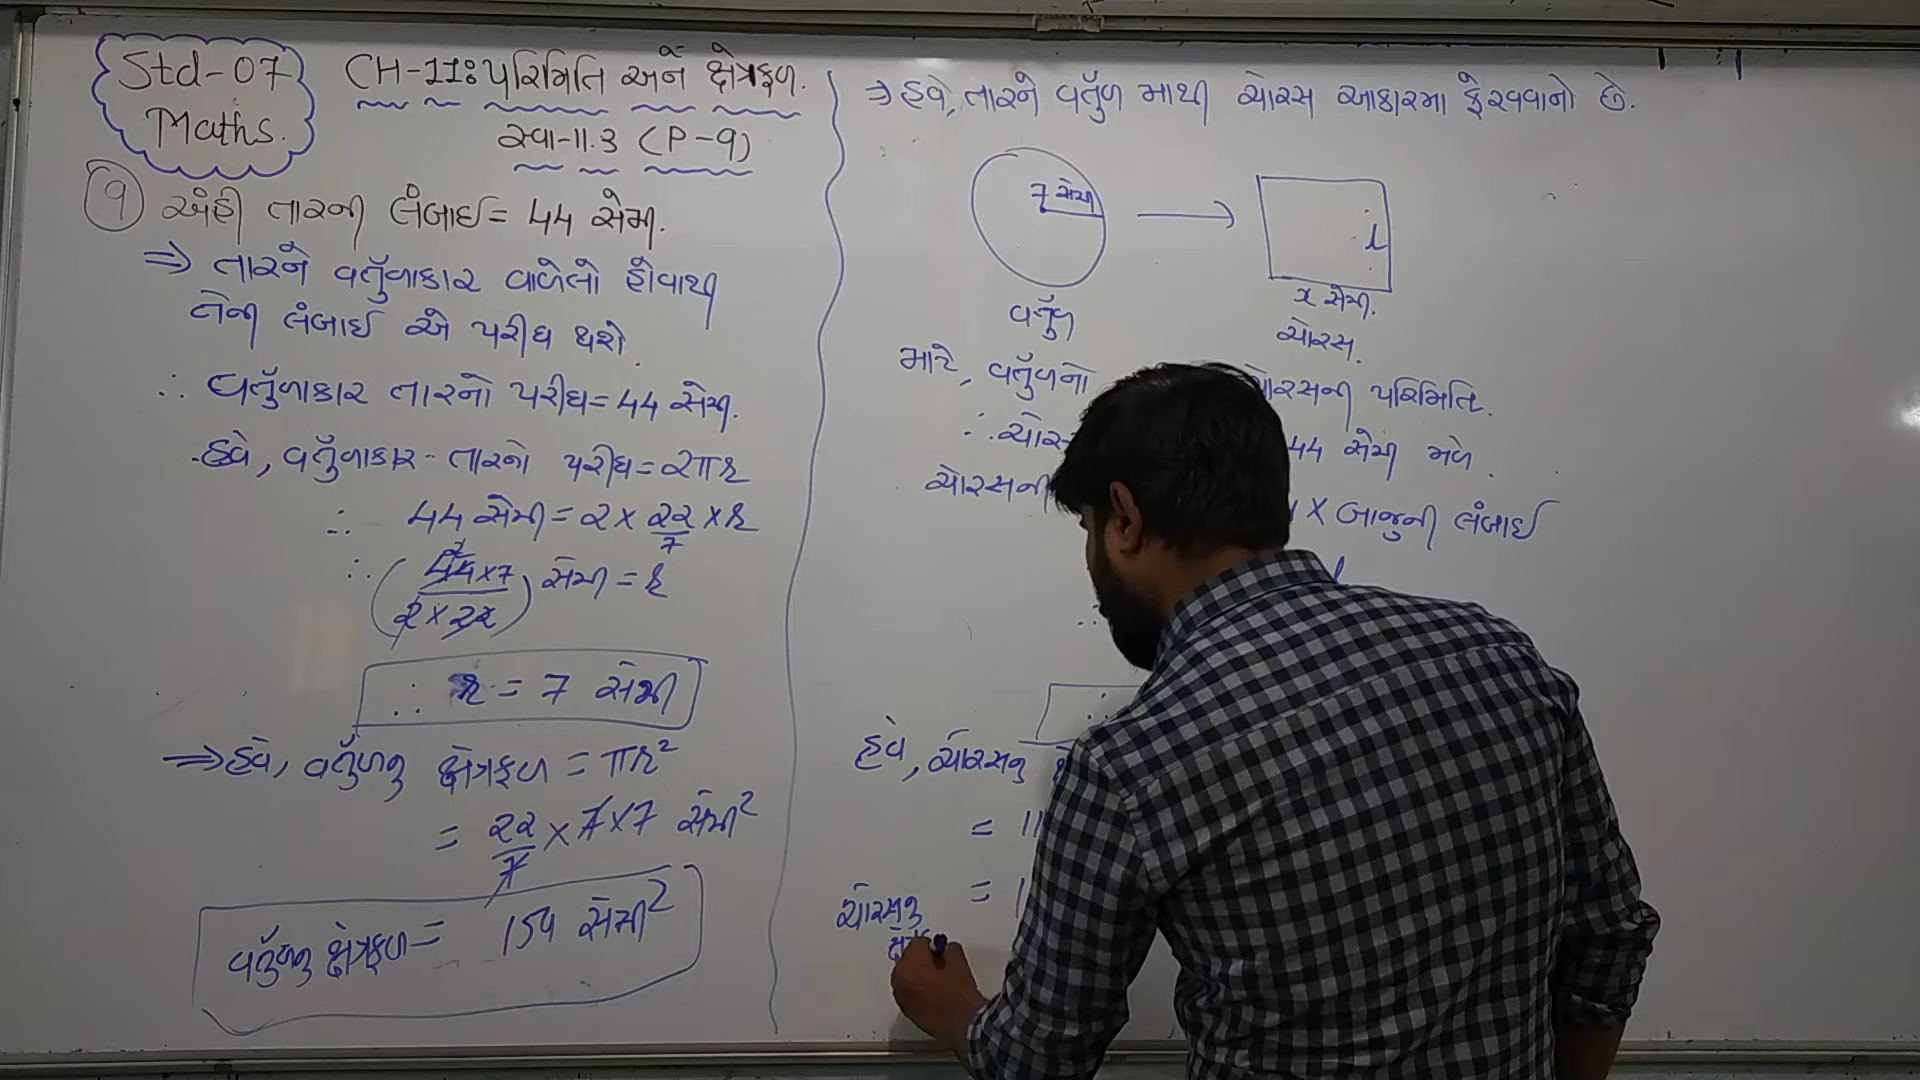 Std-07
Maths.
CH-11: પરિમિતિ અને ક્ષેત્રફળ.
સ્વા-11.3 (P-9)
9 અંહી તારની લંબાઈ = 44 સેમી.
⇒ તારને વર્તુળાકાર વાળેલો હોવાથી
તેની લંબાઈ એ પરીઘ થશે.
∴ વર્તુળાકાર તારનો પરીઘ = 44 સેમી.
હવે, વર્તુળાકાર તારનો પરીઘ = 2πr
∴ 44 સેમી = 2 × 22/7 × r
∴ (44×7 / 2×22) સેમી = r
∴ r = 7 સેમી
⇒ હવે, વર્તુળનુ ક્ષેત્રફળ = πr²
= 22/7 × 7 × 7 સેમી²
વર્તુળનુ ક્ષેત્રફળ = 154 સેમી²
⇒ હવે, તારને વર્તુળ માથી ચોરસ આકારમા ફેરવવાનો છે.
7 સેમી
l
x સેમી.
વર્તુળ
ચોરસ.
માટે, વર્તુળનો ચોરસની પરિમિતિ.
∴ 44 સેમી મળે.
ચોરસની × બાજુની લંબાઈ
l
∴
∴
હવે, ચોરસનુ
= 11
= 1
ચોરસનુ